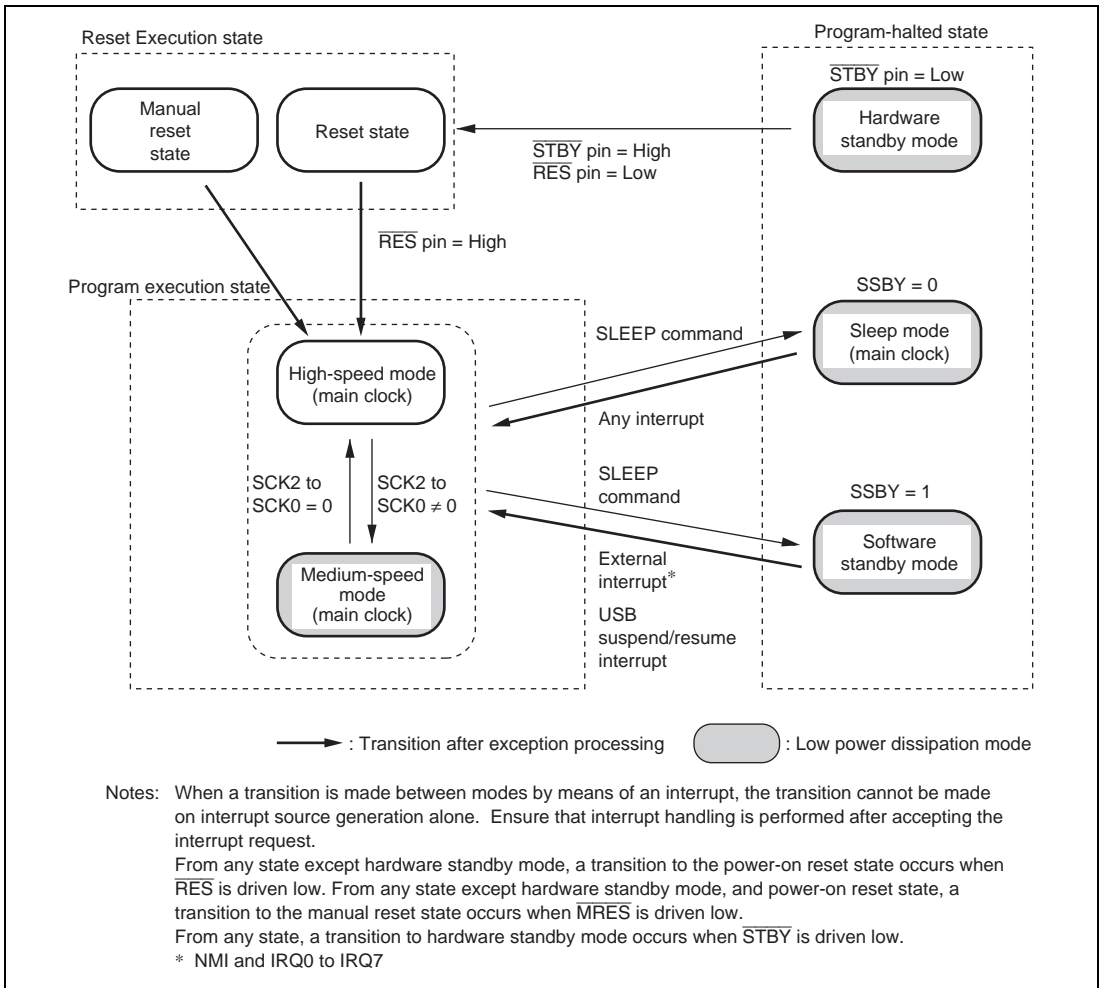 Reset Execution state
Program-halted state
S̅T̅B̅Y̅ pin = Low
Manual
reset
state
Reset state
Hardware
standby mode
S̅T̅B̅Y̅ pin = High
R̅E̅S̅ pin = Low
R̅E̅S̅ pin = High
Program execution state
SSBY = 0
SLEEP command
Sleep mode
(main clock)
High-speed mode
(main clock)
Any interrupt
SCK2 to
SCK0 = 0
SCK2 to
SCK0 ≠ 0
SLEEP
command
SSBY = 1
Software
standby mode
External
interrupt*
Medium-speed
mode
(main clock)
USB
suspend/resume
interrupt
: Transition after exception processing
: Low power dissipation mode
Notes: When a transition is made between modes by means of an interrupt, the transition cannot be made
on interrupt source generation alone. Ensure that interrupt handling is performed after accepting the
interrupt request.
From any state except hardware standby mode, a transition to the power-on reset state occurs when
R̅E̅S̅ is driven low. From any state except hardware standby mode, and power-on reset state, a
transition to the manual reset state occurs when M̅R̅E̅S̅ is driven low.
From any state, a transition to hardware standby mode occurs when S̅T̅B̅Y̅ is driven low.
* NMI and IRQ0 to IRQ7